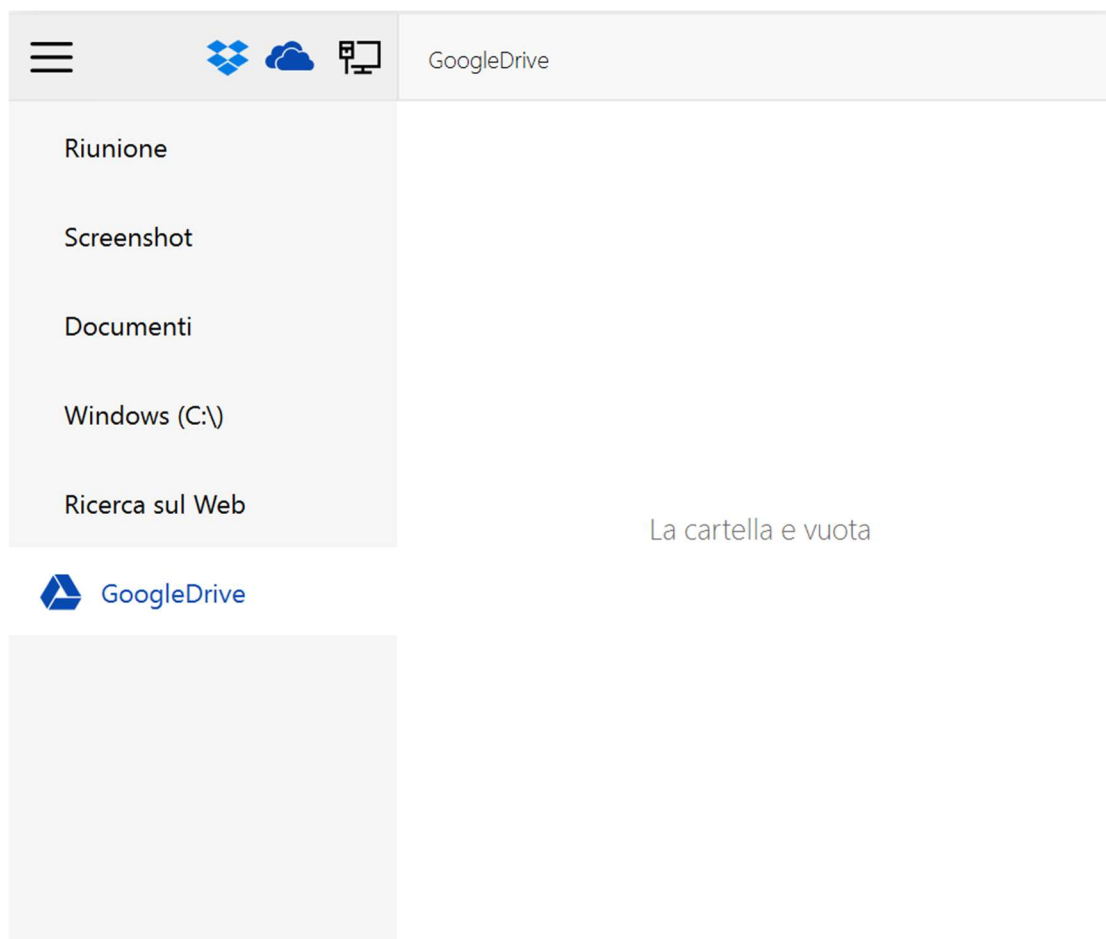 GoogleDrive
Riunione
Screenshot
Documenti
Windows (C:\)
Ricerca sul Web
GoogleDrive
La cartella e vuota